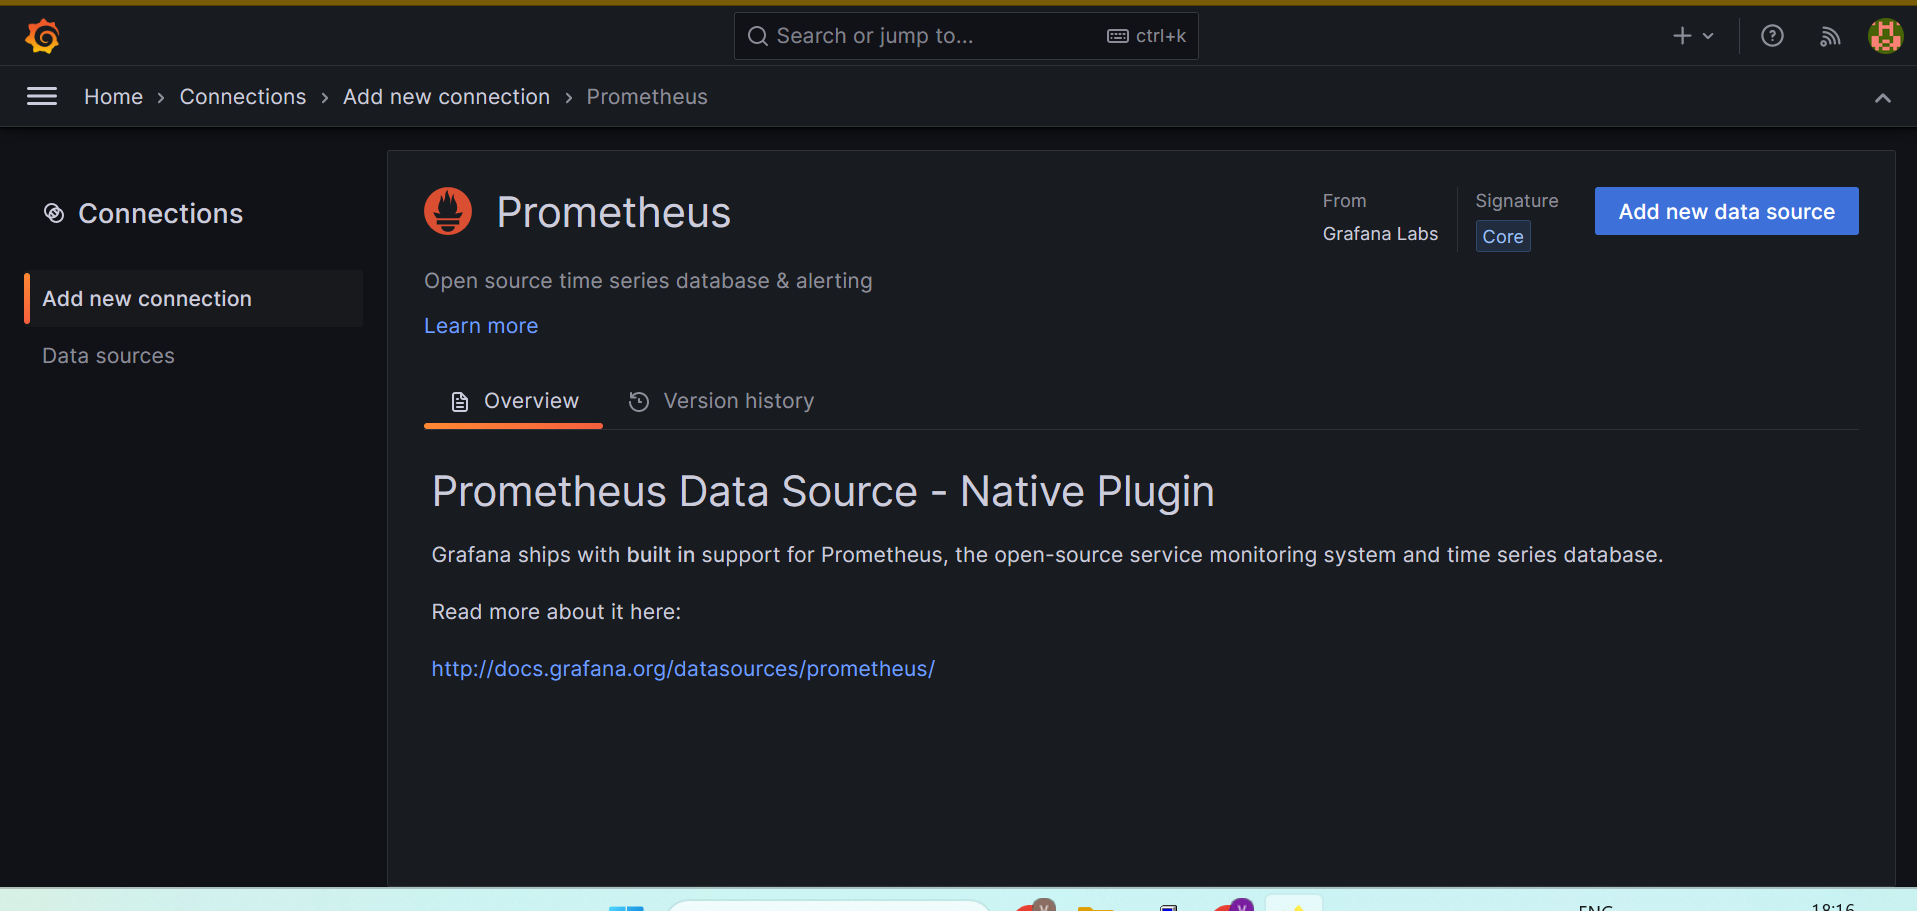 Search or jump to...
ctrl+k
Home › Connections › Add new connection › Prometheus
Connections
Add new connection
Data sources
Prometheus
From
Grafana Labs
Signature
Core
Add new data source
Open source time series database & alerting
Learn more
Overview
Version history
Prometheus Data Source - Native Plugin
Grafana ships with built in support for Prometheus, the open-source service monitoring system and time series database.
Read more about it here:
http://docs.grafana.org/datasources/prometheus/
V
V
ENG
18:16